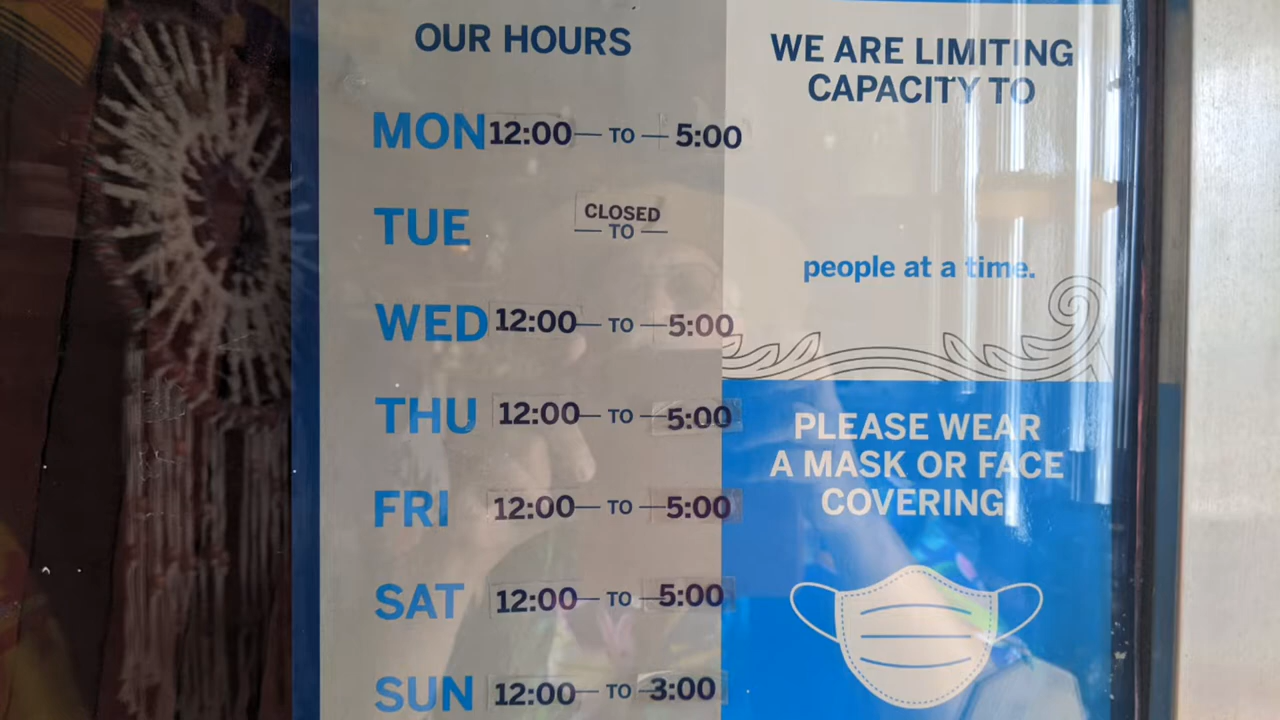 OUR HOURS
MON 12:00 — TO — 5:00
TUE CLOSED
— TO —
WED 12:00 — TO — 5:00
THU 12:00 — TO — 5:00
FRI 12:00 — TO — 5:00
SAT 12:00 — TO — 5:00
SUN 12:00 — TO — 3:00
WE ARE LIMITING
CAPACITY TO
people at a time.
PLEASE WEAR
A MASK OR FACE
COVERING